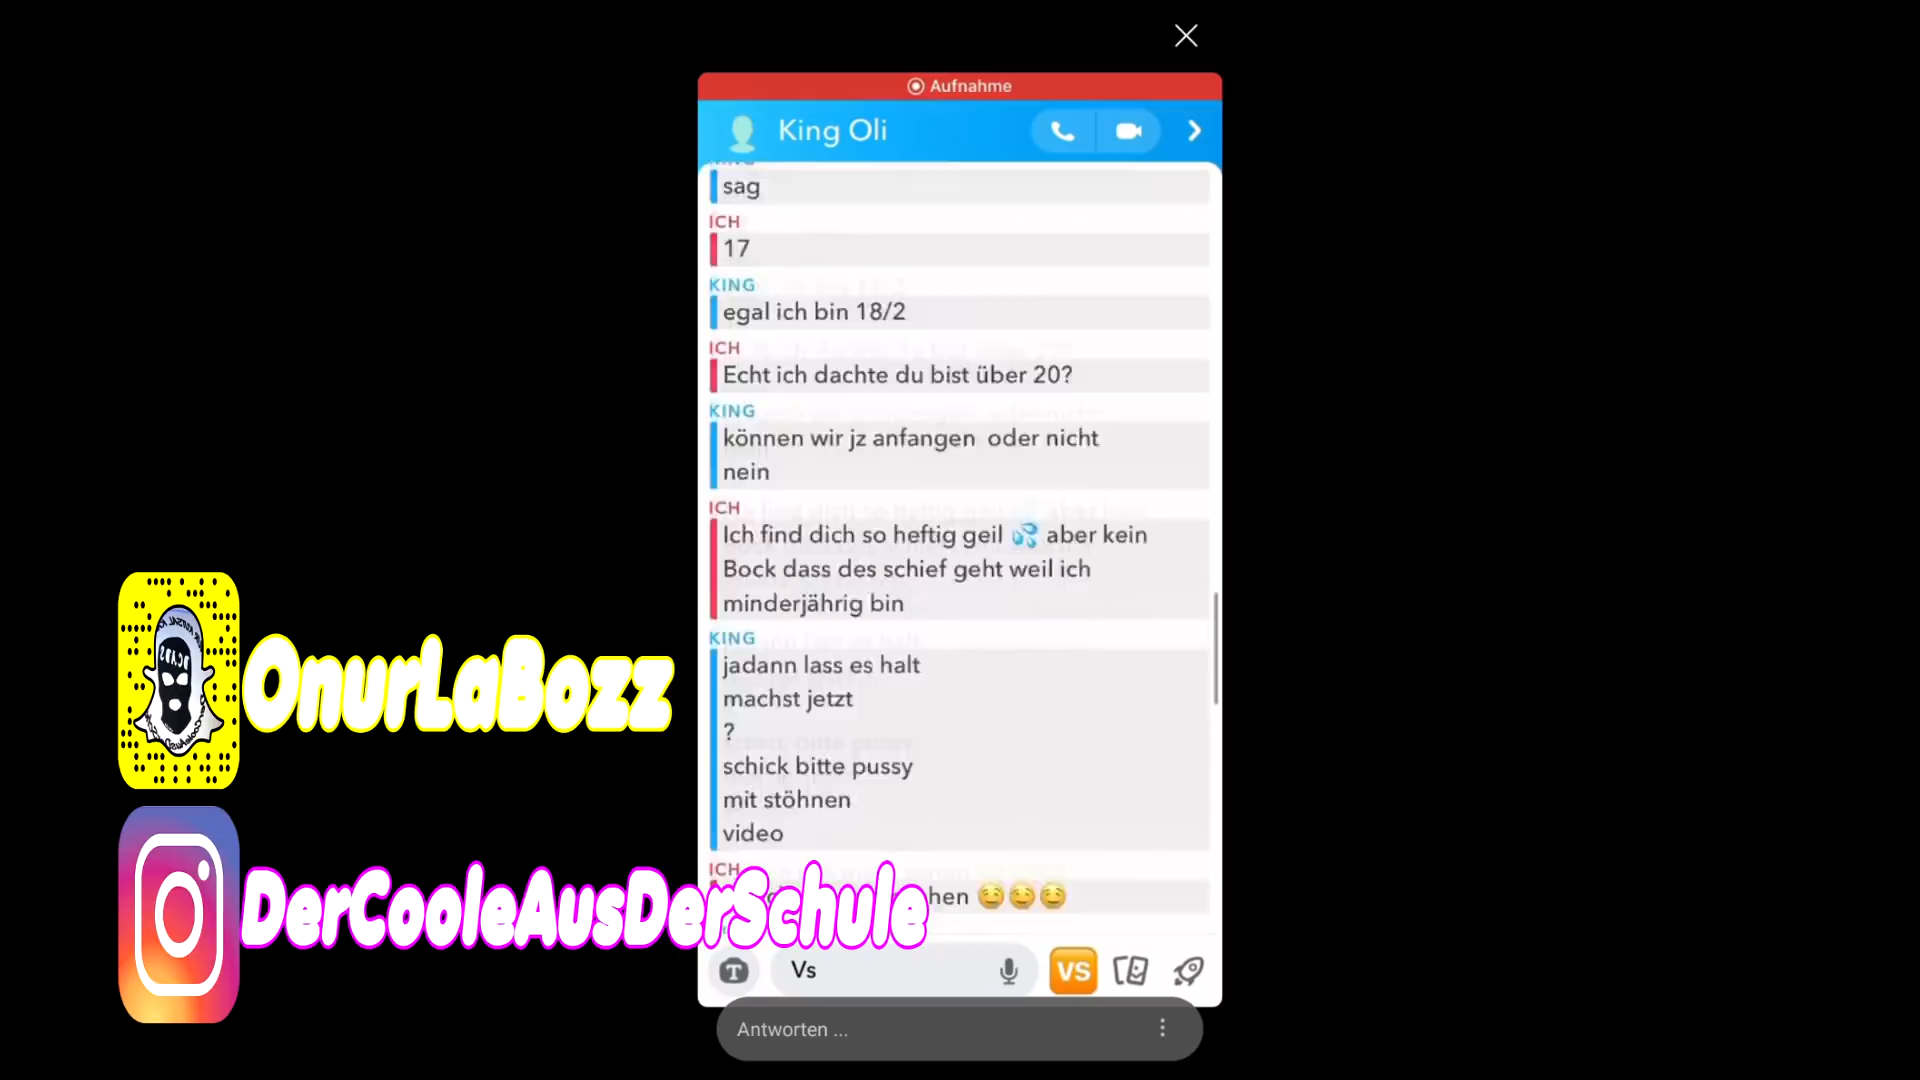 Aufnahme
King Oli
sag
ICH
17
KING
egal ich bin 18/2
ICH
Echt ich dachte du bist über 20?
KING
können wir jz anfangen oder nicht
nein
ICH
Ich find dich so heftig geil 💦 aber kein
Bock dass des schief geht weil ich
minderjährig bin
KING
jadann lass es halt
machst jetzt
?
schick bitte pussy
mit stöhnen
video
ICH
hen 🤤🤤🤤
Vs
VS
Antworten ...
OnurLaBozz
DerCooleAusDerSchule